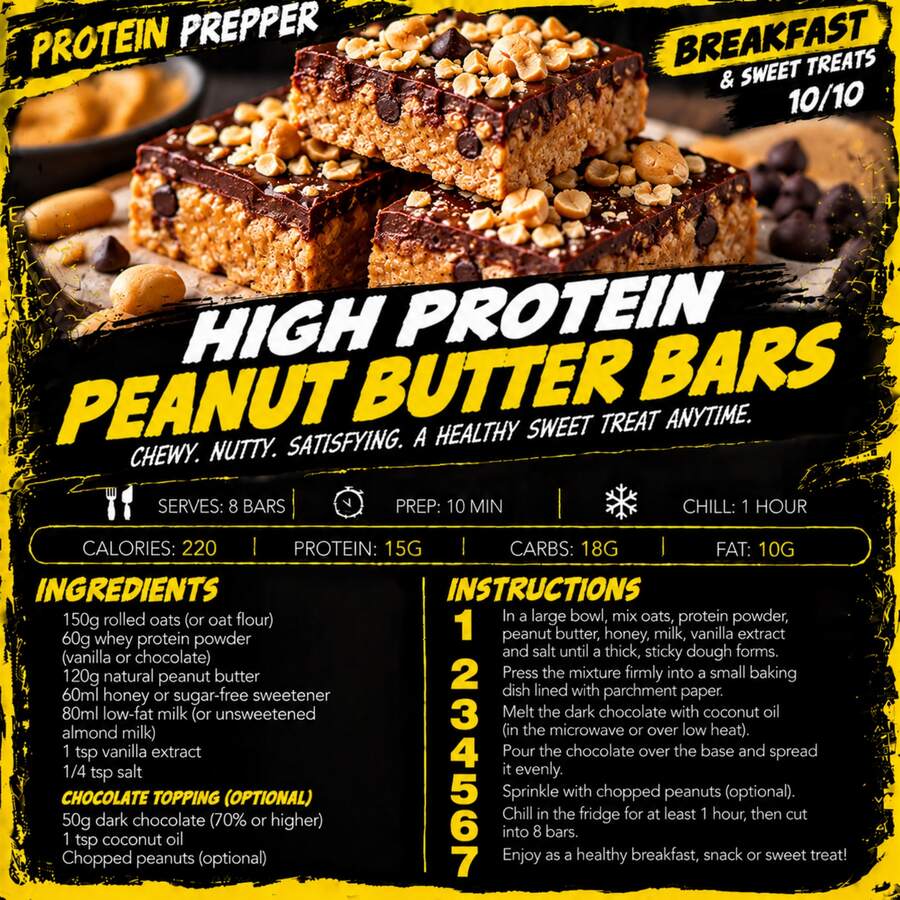 PROTEIN PREPPER
BREAKFAST
& SWEET TREATS
10/10
HIGH PROTEIN
PEANUT BUTTER BARS
CHEWY. NUTTY. SATISFYING. A HEALTHY SWEET TREAT ANYTIME.
SERVES: 8 BARS
PREP: 10 MIN
CHILL: 1 HOUR
CALORIES: 220
PROTEIN: 15G
CARBS: 18G
FAT: 10G
INGREDIENTS
150g rolled oats (or oat flour)
60g whey protein powder
(vanilla or chocolate)
120g natural peanut butter
60ml honey or sugar-free sweetener
80ml low-fat milk (or unsweetened
almond milk)
1 tsp vanilla extract
1/4 tsp salt
CHOCOLATE TOPPING (OPTIONAL)
50g dark chocolate (70% or higher)
1 tsp coconut oil
Chopped peanuts (optional)
INSTRUCTIONS
1 In a large bowl, mix oats, protein powder,
peanut butter, honey, milk, vanilla extract
and salt until a thick, sticky dough forms.
2 Press the mixture firmly into a small baking
dish lined with parchment paper.
3 Melt the dark chocolate with coconut oil
(in the microwave or over low heat).
4 Pour the chocolate over the base and spread
it evenly.
5 Sprinkle with chopped peanuts (optional).
6 Chill in the fridge for at least 1 hour, then cut
into 8 bars.
7 Enjoy as a healthy breakfast, snack or sweet treat!